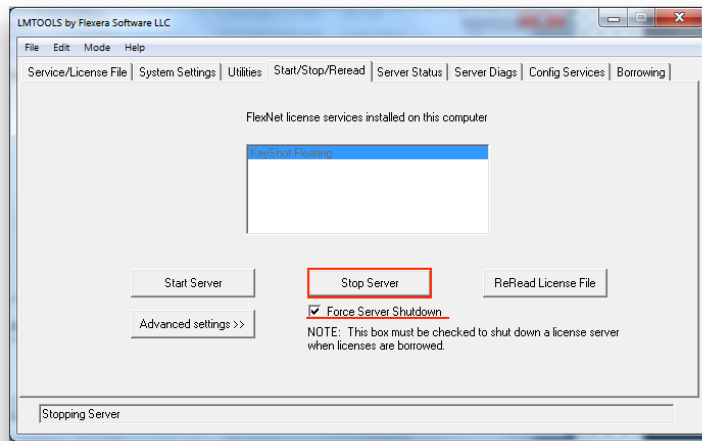 LMTOOLS by Flexera Software LLC
File Edit Mode Help
Service/License File System Settings Utilities Start/Stop/Reread Server Status Server Diags Config Services Borrowing
FlexNet license services installed on this computer
KeyShot Floating
Start Server Stop Server ReRead License File
Force Server Shutdown
Advanced settings >>
NOTE: This box must be checked to shut down a license server
when licenses are borrowed.
Stopping Server